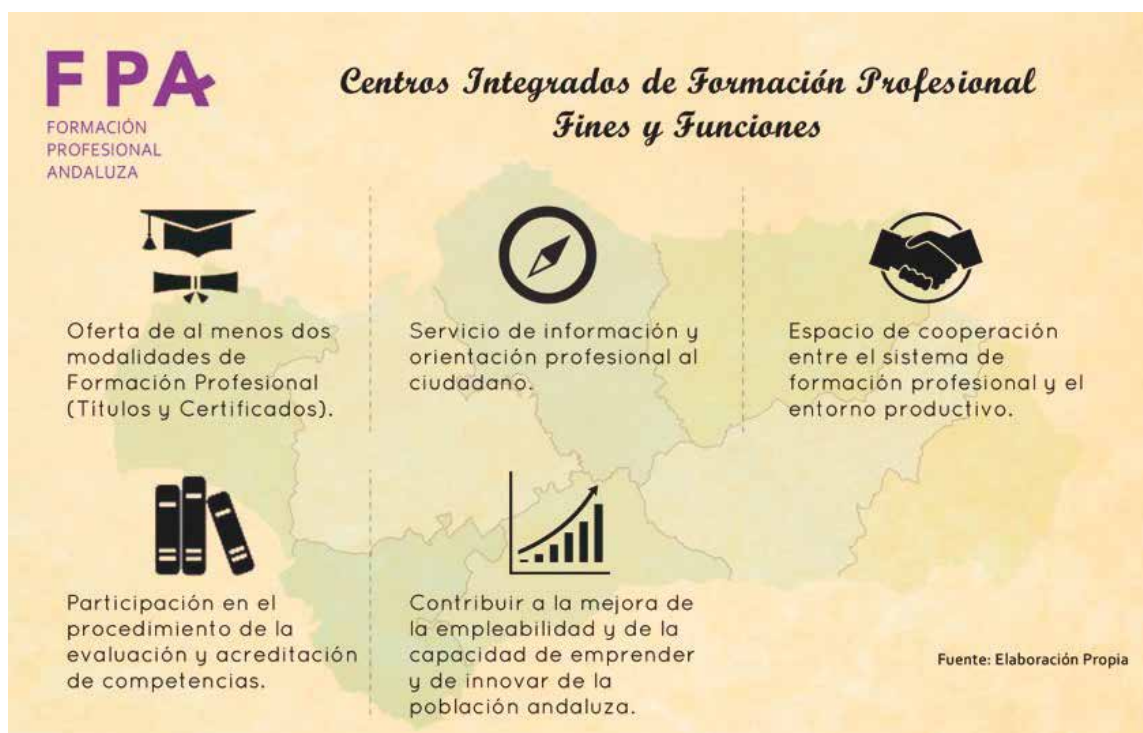 FPA
FORMACIÓN
PROFESIONAL
ANDALUZA
Centros Integrados de Formación Profesional
Fines y Funciones
Oferta de al menos dos
modalidades de
Formación Profesional
(Títulos y Certificados).
Servicio de información y
orientación profesional al
ciudadano.
Espacio de cooperación
entre el sistema de
formación profesional y el
entorno productivo.
Participación en el
procedimiento de la
evaluación y acreditación
de competencias.
Contribuir a la mejora de
la empleabilidad y de la
capacidad de emprender
y de innovar de la
población andaluza.
Fuente: Elaboración Propia